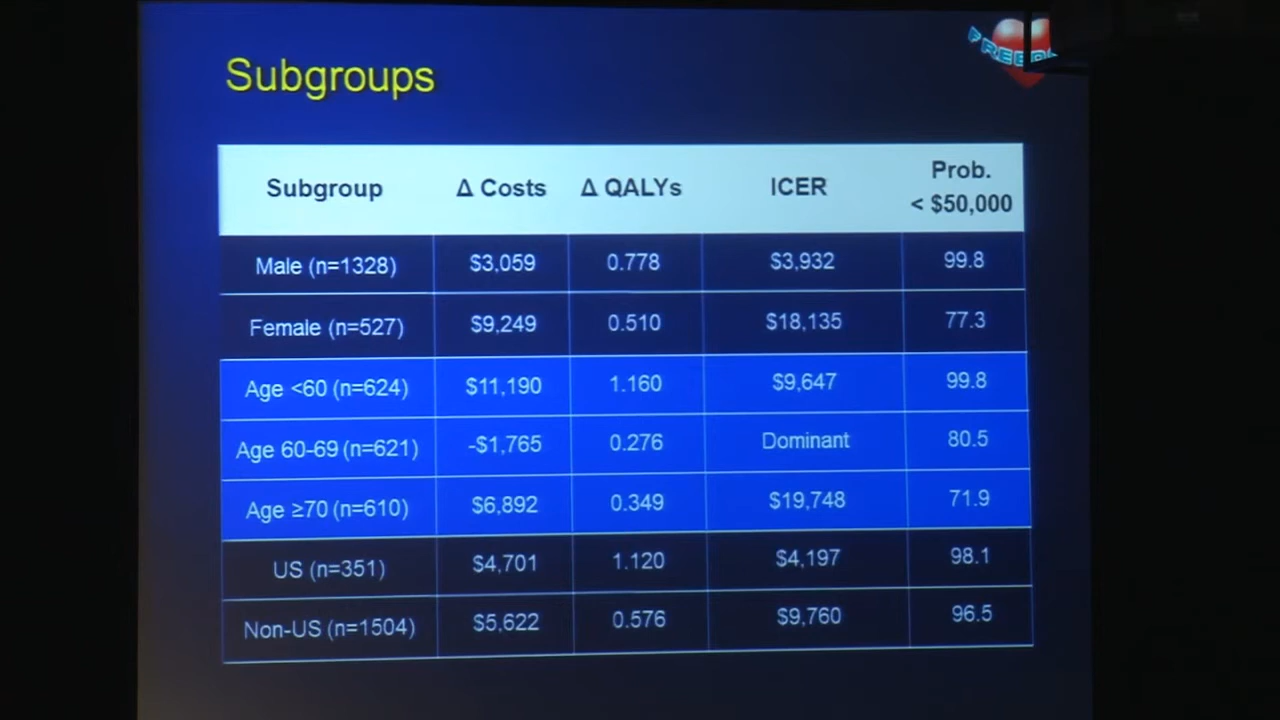 Subgroups
FREEDO
Subgroup Δ Costs Δ QALYs ICER Prob. < $50,000
Male (n=1328) $3,059 0.778 $3,932 99.8
Female (n=527) $9,249 0.510 $18,135 77.3
Age <60 (n=624) $11,190 1.160 $9,647 99.8
Age 60-69 (n=621) -$1,765 0.276 Dominant 80.5
Age ≥70 (n=610) $6,892 0.349 $19,748 71.9
US (n=351) $4,701 1.120 $4,197 98.1
Non-US (n=1504) $5,622 0.576 $9,760 96.5